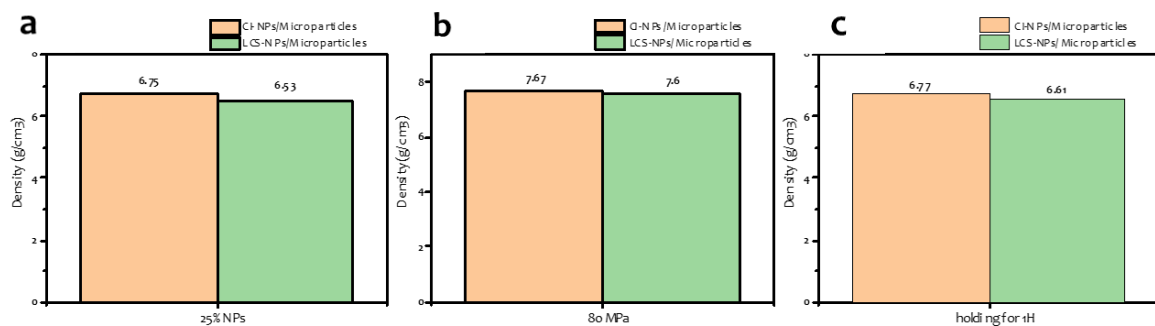 a
CI-NPs/Microparticles
LCS-NPs/Microparticles
8
6.75
6.53
6
4
2
0
Density (g/cm3)
25% NPs
b
CI-NPs/Microparticles
LCS-NPs/Microparticles
7.67
7.6
8
6
4
2
0
Density (g/cm3)
80 MPa
c
CI-NPs/Microparticles
LCS-NPs/Microparticles
8
6.77
6.61
6
4
2
0
Density (g/cm3)
holding for 1H